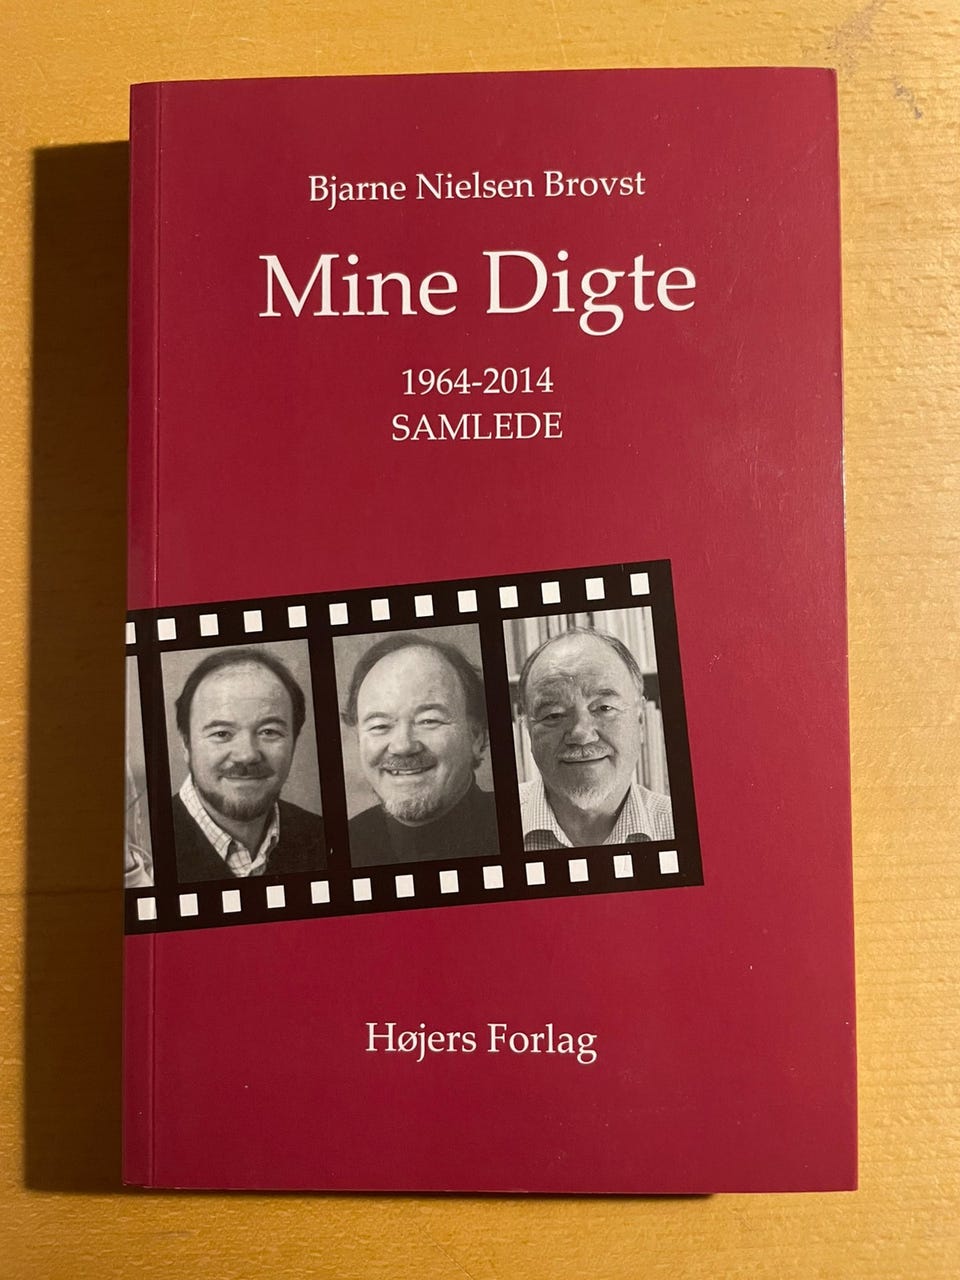 Bjarne Nielsen Brovst
Mine Digte
1964-2014
SAMLEDE
Højers Forlag